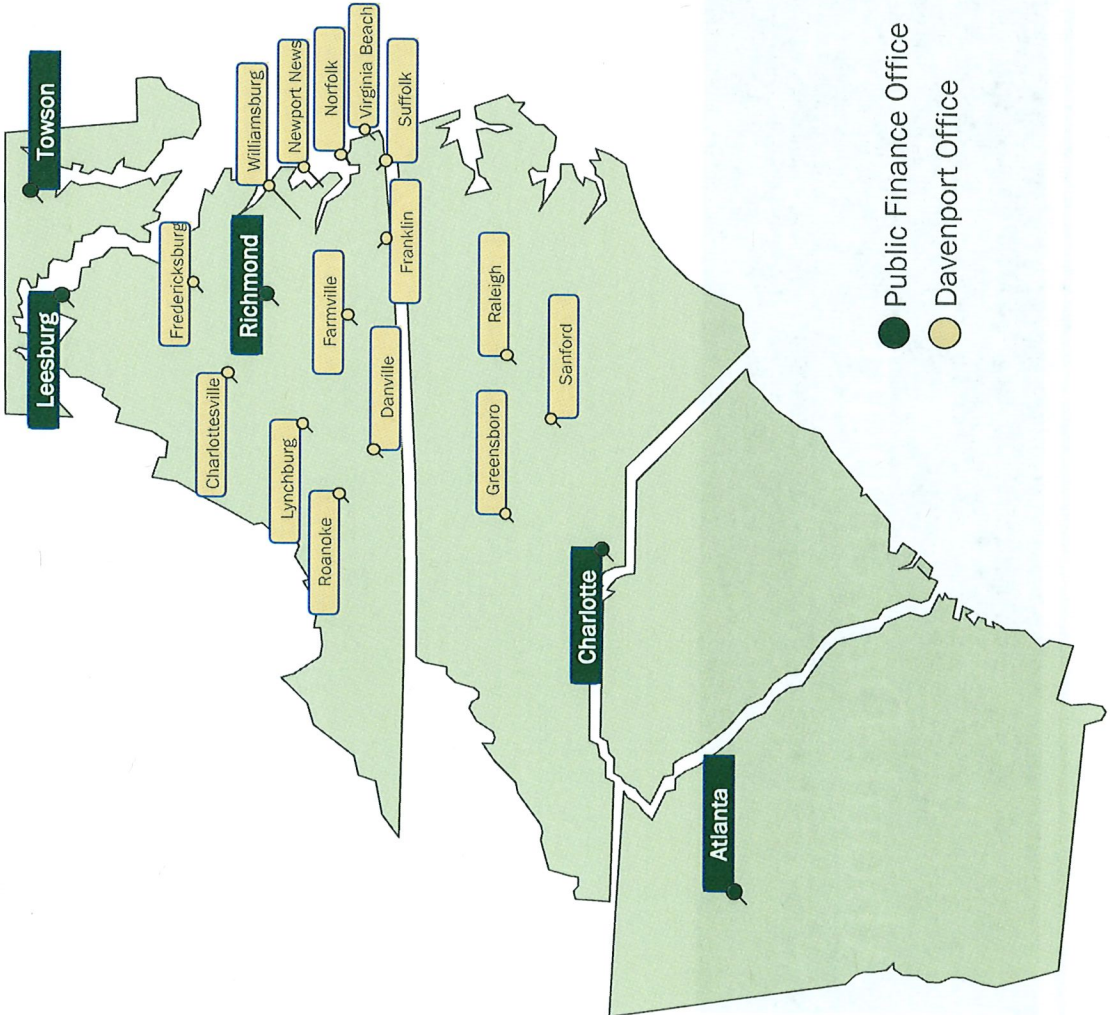 Towson
Leesburg
Williamsburg
Newport News
Norfolk
Virginia Beach
Suffolk
Fredericksburg
Richmond
Farmville
Franklin
Charlottesville
Lynchburg
Roanoke
Danville
Raleigh
Greensboro
Sanford
Charlotte
Atlanta
Public Finance Office
Davenport Office